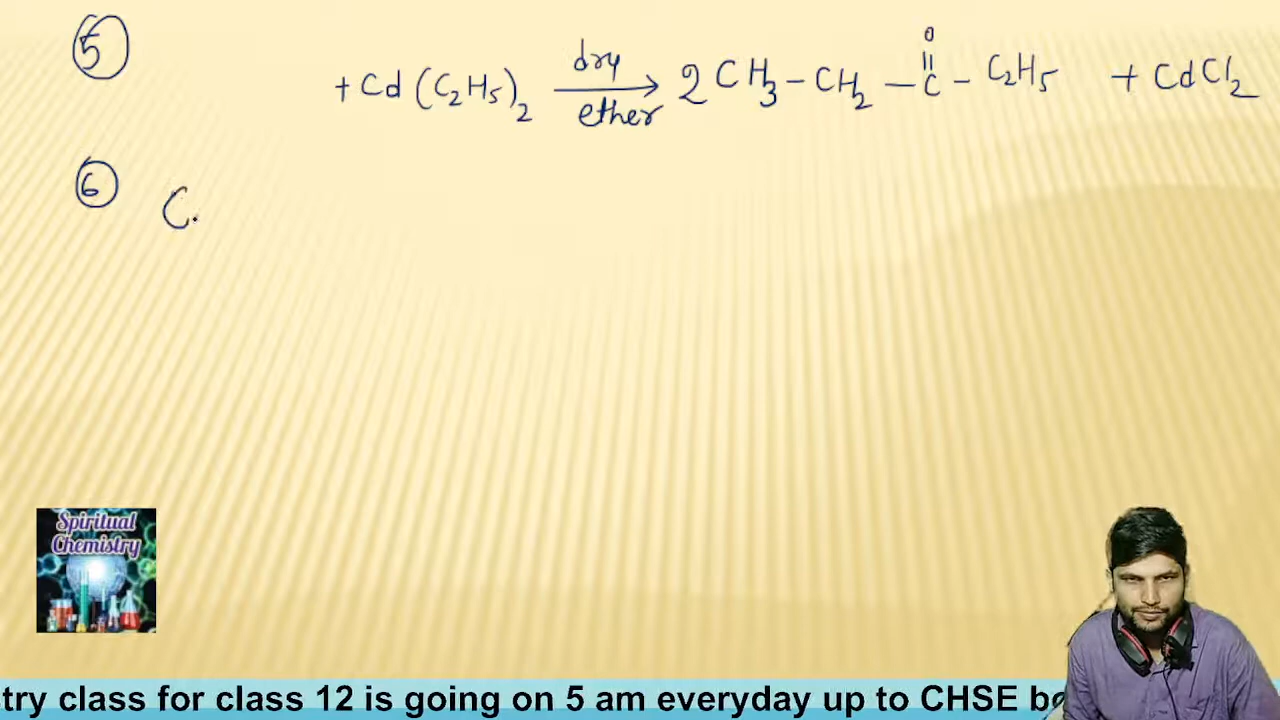 5
O
dry
+ Cd (C2H5)2 → 2 CH3 – CH2 – C – C2H5 + CdCl2
ether
6 C
Spiritual
Chemistry
try class for class 12 is going on 5 am everyday up to CHSE bo